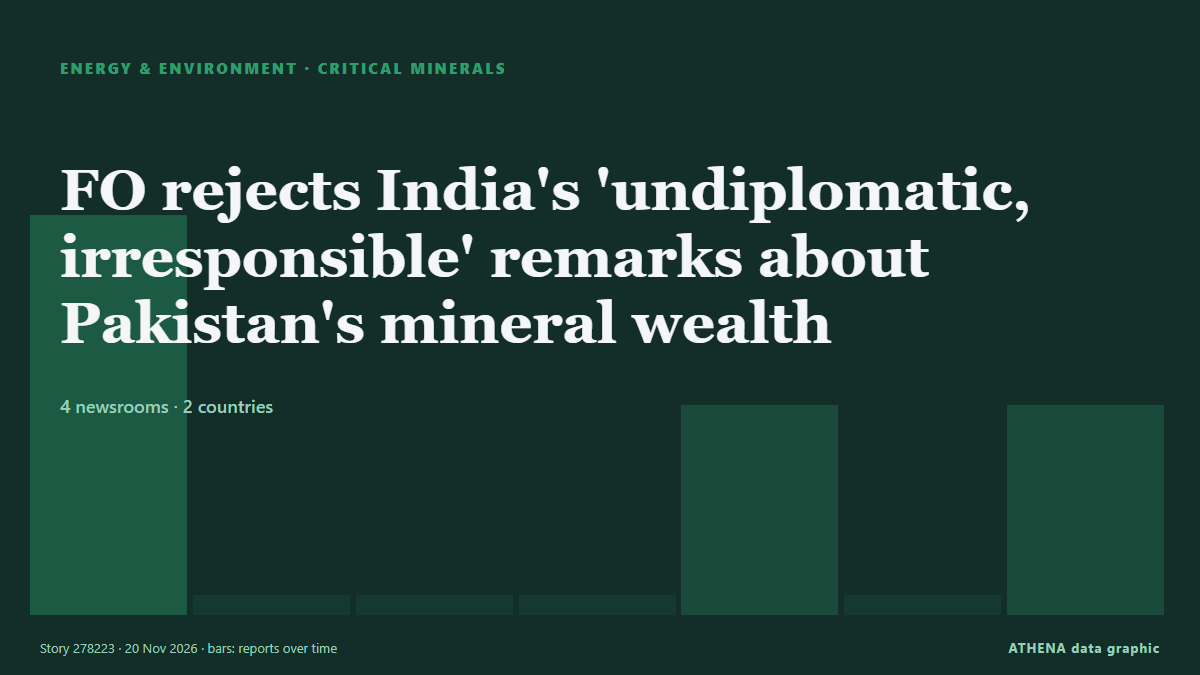 ENERGY & ENVIRONMENT · CRITICAL MINERALS
FO rejects India's 'undiplomatic,
irresponsible' remarks about
Pakistan's mineral wealth
4 newsrooms · 2 countries
Story 278223 · 20 Nov 2026 · bars: reports over time
ATHENA data graphic